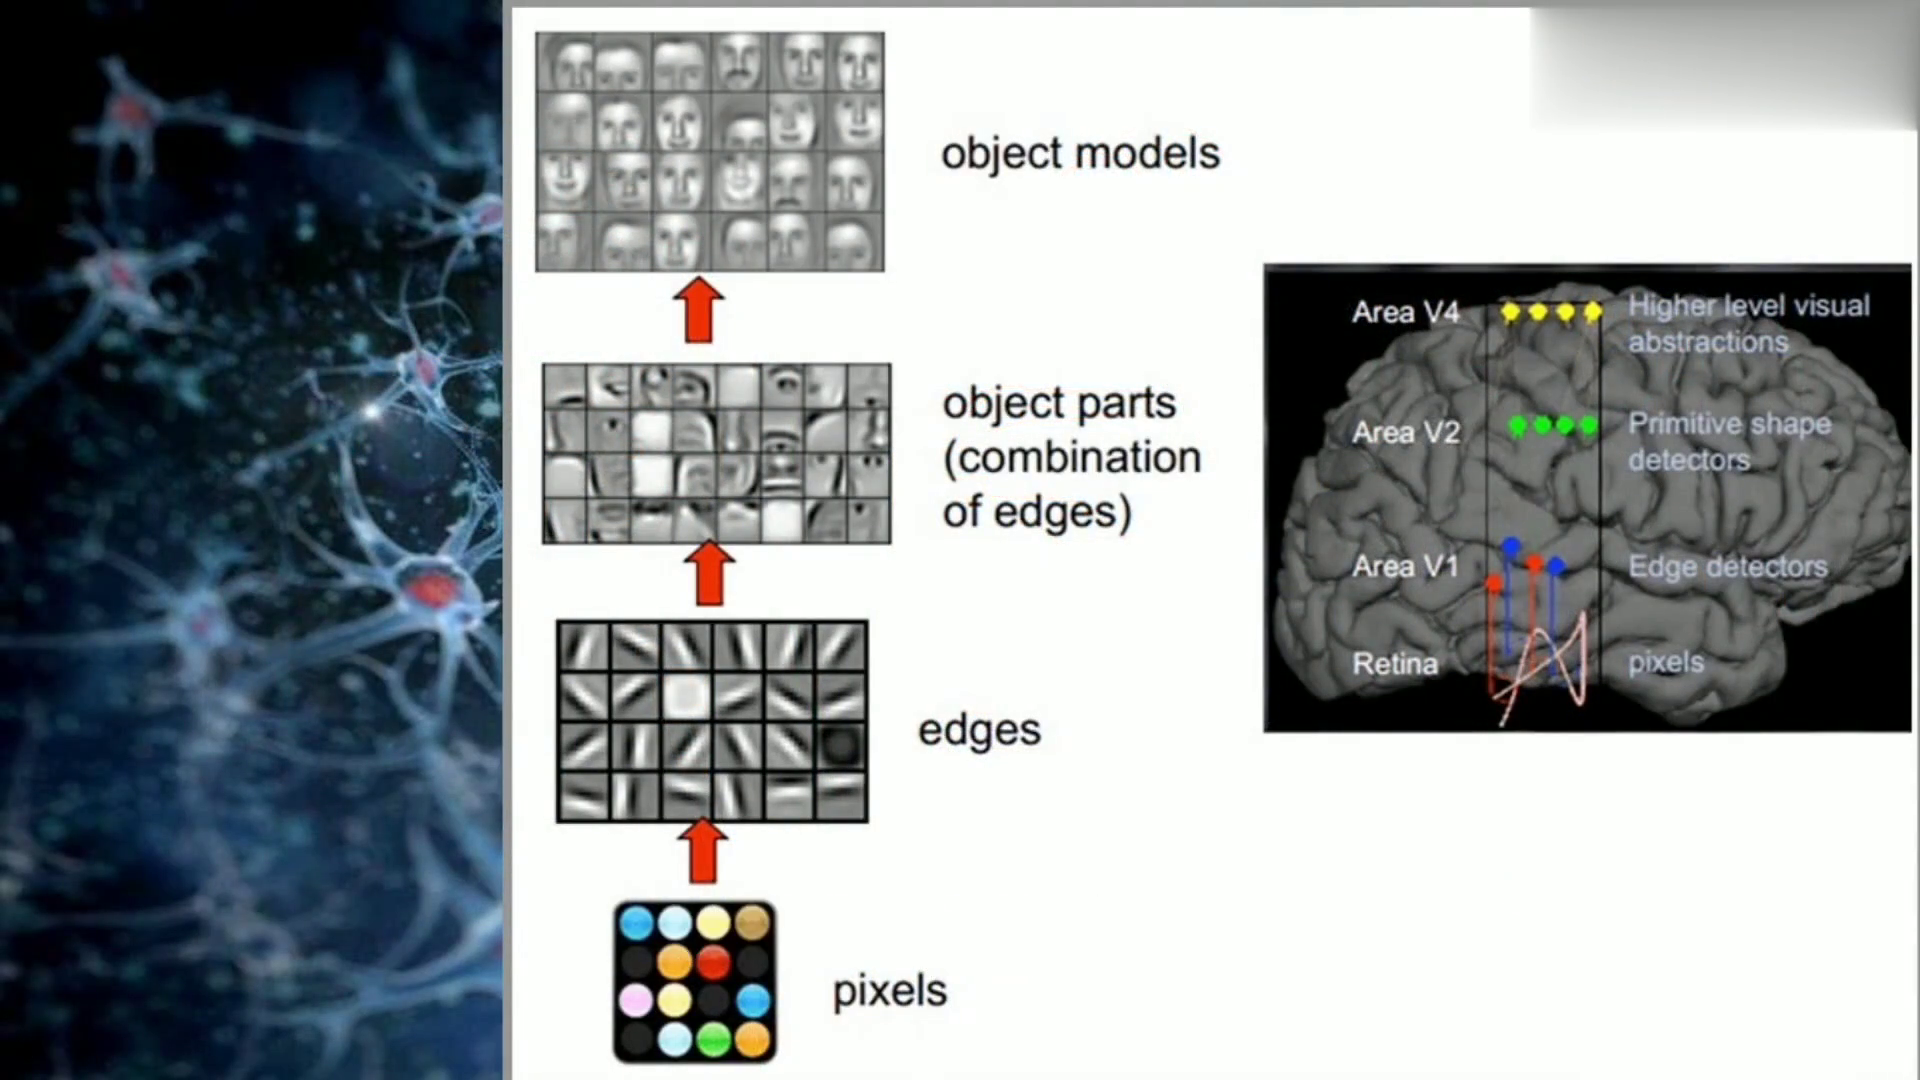 object models
object parts
(combination
of edges)
edges
pixels
Area V4
Higher level visual
abstractions
Area V2
Primitive shape
detectors
Area V1
Edge detectors
Retina
pixels